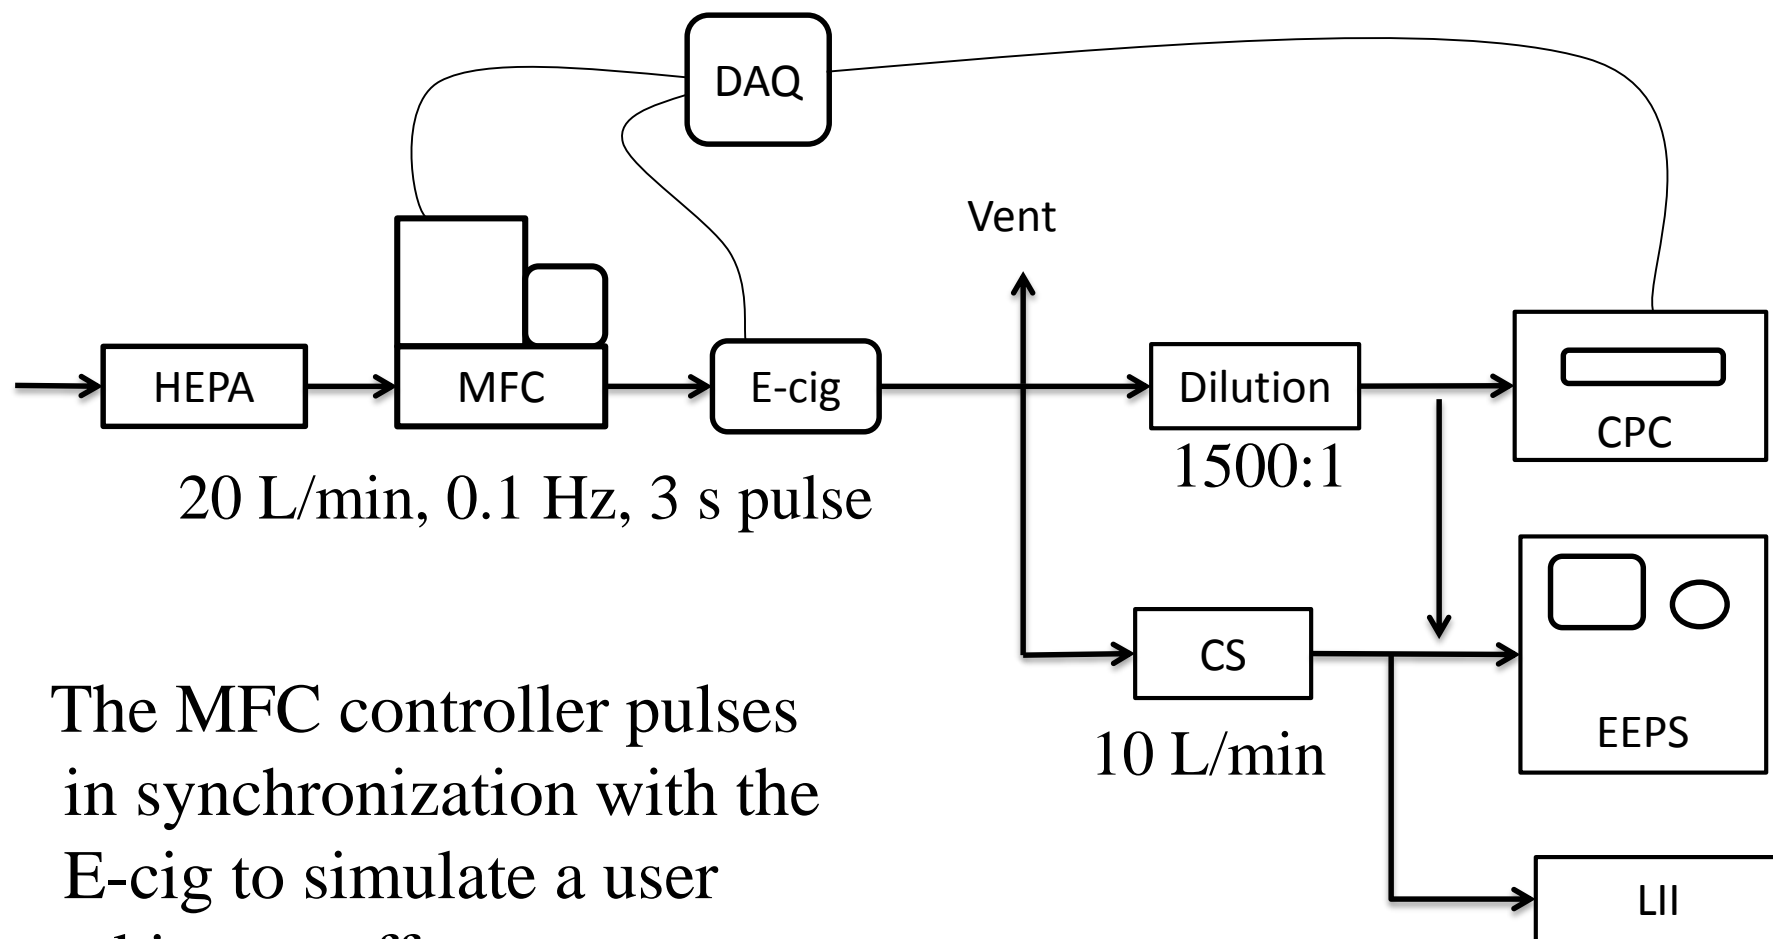 DAQ
Vent
HEPA
MFC
E-cig
Dilution
CPC
1500:1
20 L/min, 0.1 Hz, 3 s pulse
CS
EEPS
10 L/min
The MFC controller pulses
in synchronization with the
E-cig to simulate a user
LII